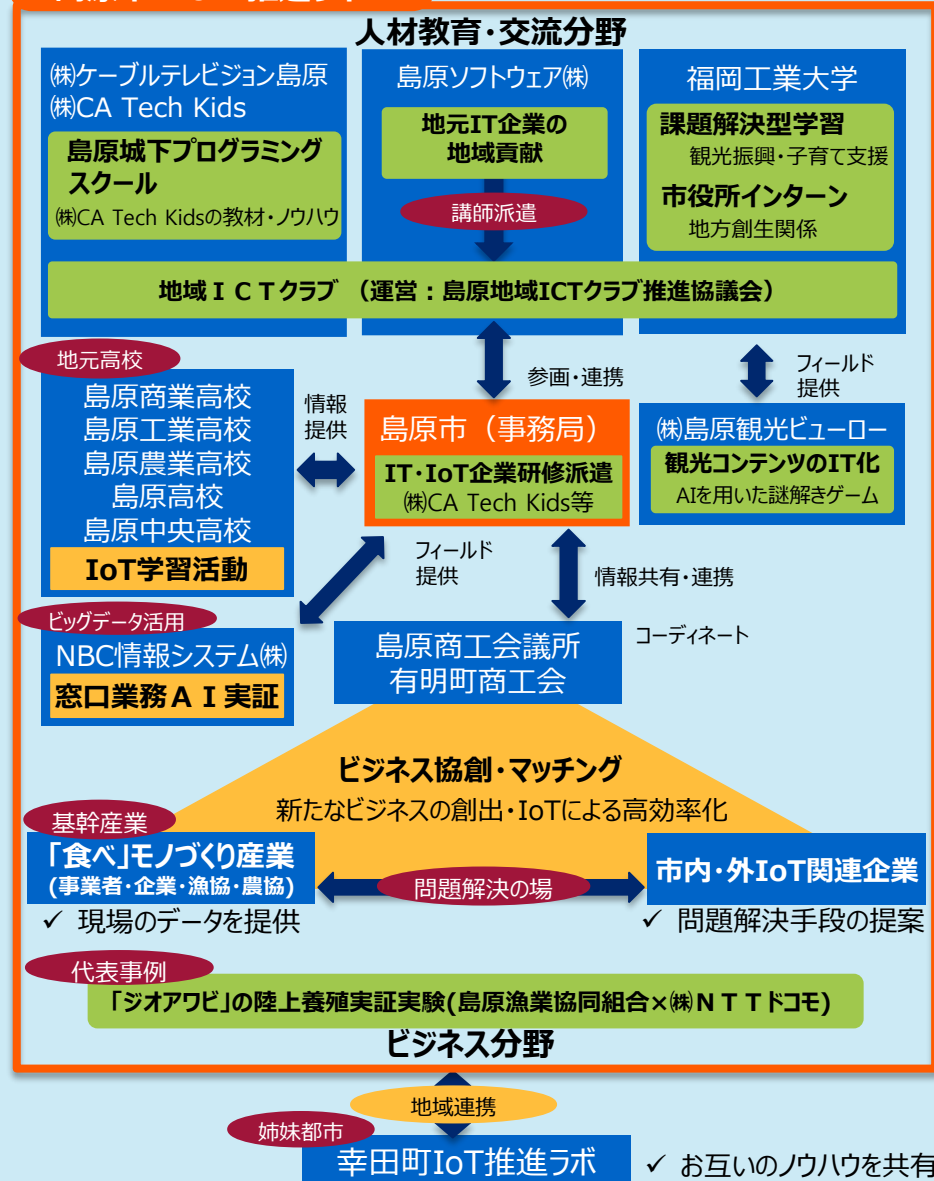 人材教育・交流分野
㈱ケーブルテレビジョン島原
㈱CA Tech Kids
島原城下プログラミング
スクール
㈱CA Tech Kidsの教材・ノウハウ
島原ソフトウェア㈱
地元IT企業の
地域貢献
講師派遣
福岡工業大学
課題解決型学習
観光振興・子育て支援
市役所インターン
地方創生関係
地域ＩＣＴクラブ （運営：島原地域ICTクラブ推進協議会）
地元高校
島原商業高校
島原工業高校
島原農業高校
島原高校
島原中央高校
IoT学習活動
情報
提供
参画・連携
島原市（事務局）
IT・IoT企業研修派遣
㈱CA Tech Kids等
フィールド
提供
㈱島原観光ビューロー
観光コンテンツのIT化
AIを用いた謎解きゲーム
フィールド
提供
情報共有・連携
ビッグデータ活用
NBC情報システム㈱
窓口業務ＡＩ実証
島原商工会議所
有明町商工会
コーディネート
ビジネス協創・マッチング
新たなビジネスの創出・IoTによる高効率化
基幹産業
「食べ」モノづくり産業
(事業者・企業・漁協・農協)
✓ 現場のデータを提供
問題解決の場
市内・外IoT関連企業
✓ 問題解決手段の提案
代表事例
「ジオアワビ」の陸上養殖実証実験(島原漁業協同組合×㈱ＮＴＴドコモ)
ビジネス分野
地域連携
姉妹都市
幸田町IoT推進ラボ
✓ お互いのノウハウを共有